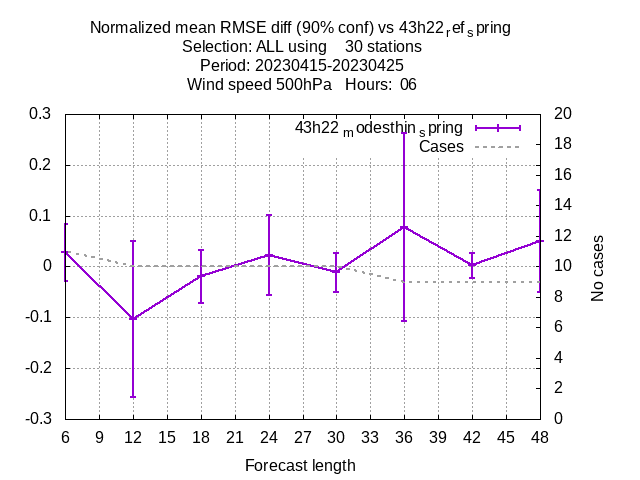 Normalized mean RMSE diff (90% conf) vs 43h22_ref_spring
Selection: ALL using    30 stations
Period: 20230415-20230425
Wind speed 500hPa   Hours:  06
43h22_modesthin_spring
Cases
0.3
0.2
0.1
0
-0.1
-0.2
-0.3
20
18
16
14
12
10
8
6
4
2
0
No cases
6 9 12 15 18 21 24 27 30 33 36 39 42 45 48
Forecast length